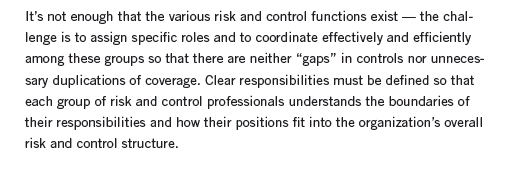 It's not enough that the various risk and control functions exist — the chal-
lenge is to assign specific roles and to coordinate effectively and efficiently
among these groups so that there are neither “gaps” in controls nor unneces-
sary duplications of coverage. Clear responsibilities must be defined so that
each group of risk and control professionals understands the boundaries of
their responsibilities and how their positions fit into the organization's overall
risk and control structure.